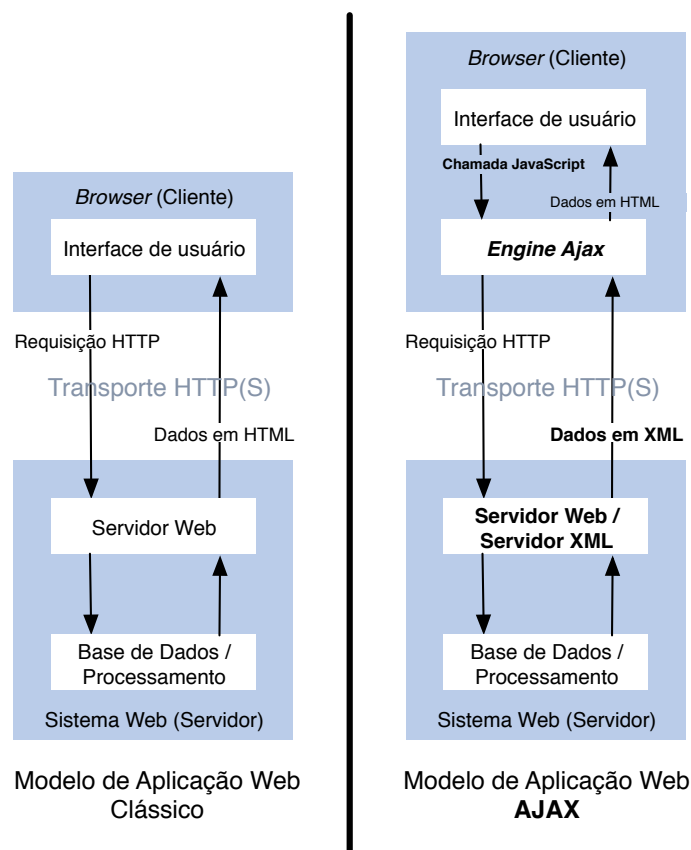 Browser (Cliente)
Interface de usuário
Requisição HTTP
Transporte HTTP(S)
Dados em HTML
Servidor Web
Base de Dados /
Processamento
Sistema Web (Servidor)
Modelo de Aplicação Web
Clássico
Browser (Cliente)
Interface de usuário
Chamada JavaScript
Dados em HTML
Engine Ajax
Requisição HTTP
Transporte HTTP(S)
Dados em XML
Servidor Web /
Servidor XML
Base de Dados /
Processamento
Sistema Web (Servidor)
Modelo de Aplicação Web
AJAX